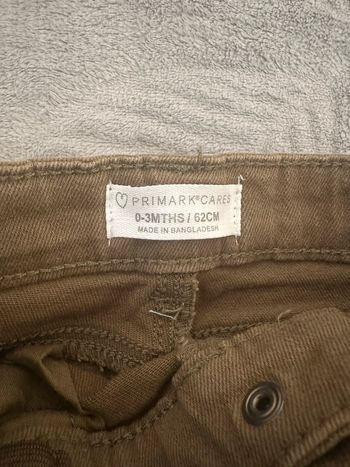 PRIMARK®CARES
0-3MTHS / 62CM
MADE IN BANGLADESH